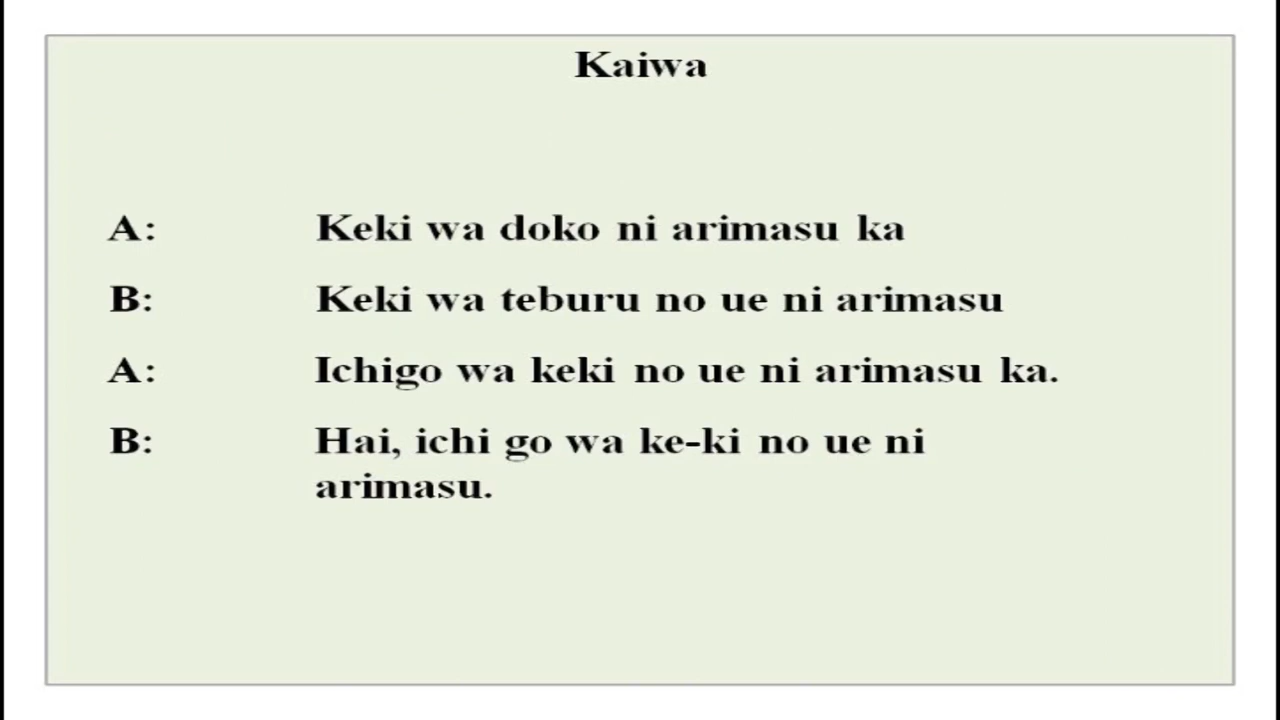 Kaiwa
A: Keki wa doko ni arimasu ka
B: Keki wa teburu no ue ni arimasu
A: Ichigo wa keki no ue ni arimasu ka.
B: Hai, ichi go wa ke-ki no ue ni
arimasu.